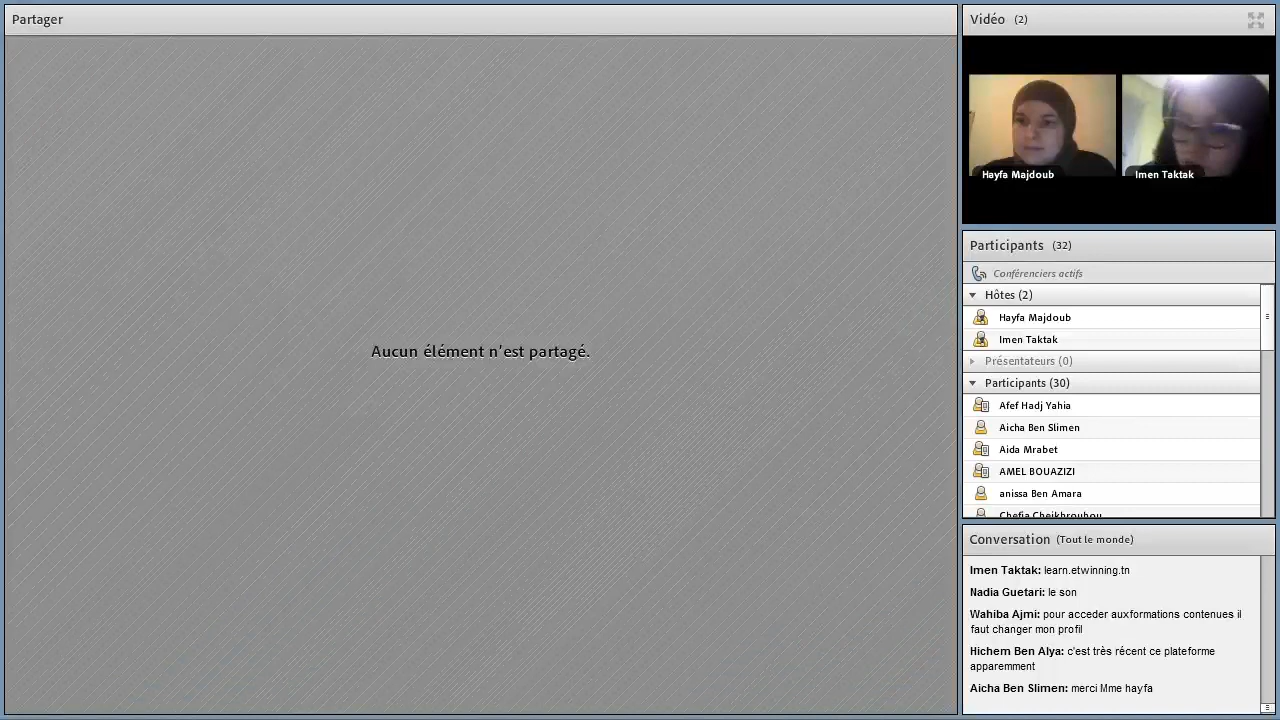 Partager
Aucun élément n'est partagé.
Vidéo (2)
Hayfa Majdoub
Imen Taktak
Participants (32)
Conférenciers actifs
Hôtes (2)
Hayfa Majdoub
Imen Taktak
Présentateurs (0)
Participants (30)
Afef Hadj Yahia
Aicha Ben Slimen
Aida Mrabet
AMEL BOUAZIZI
anissa Ben Amara
Chefia Cheikhrouhou
Conversation (Tout le monde)
Imen Taktak: learn.etwinning.tn
Nadia Guetari: le son
Wahiba Ajmi: pour acceder auxformations contenues il
faut changer mon profil
Hichem Ben Alya: c'est très récent ce plateforme
apparemment
Aicha Ben Slimen: merci Mme hayfa